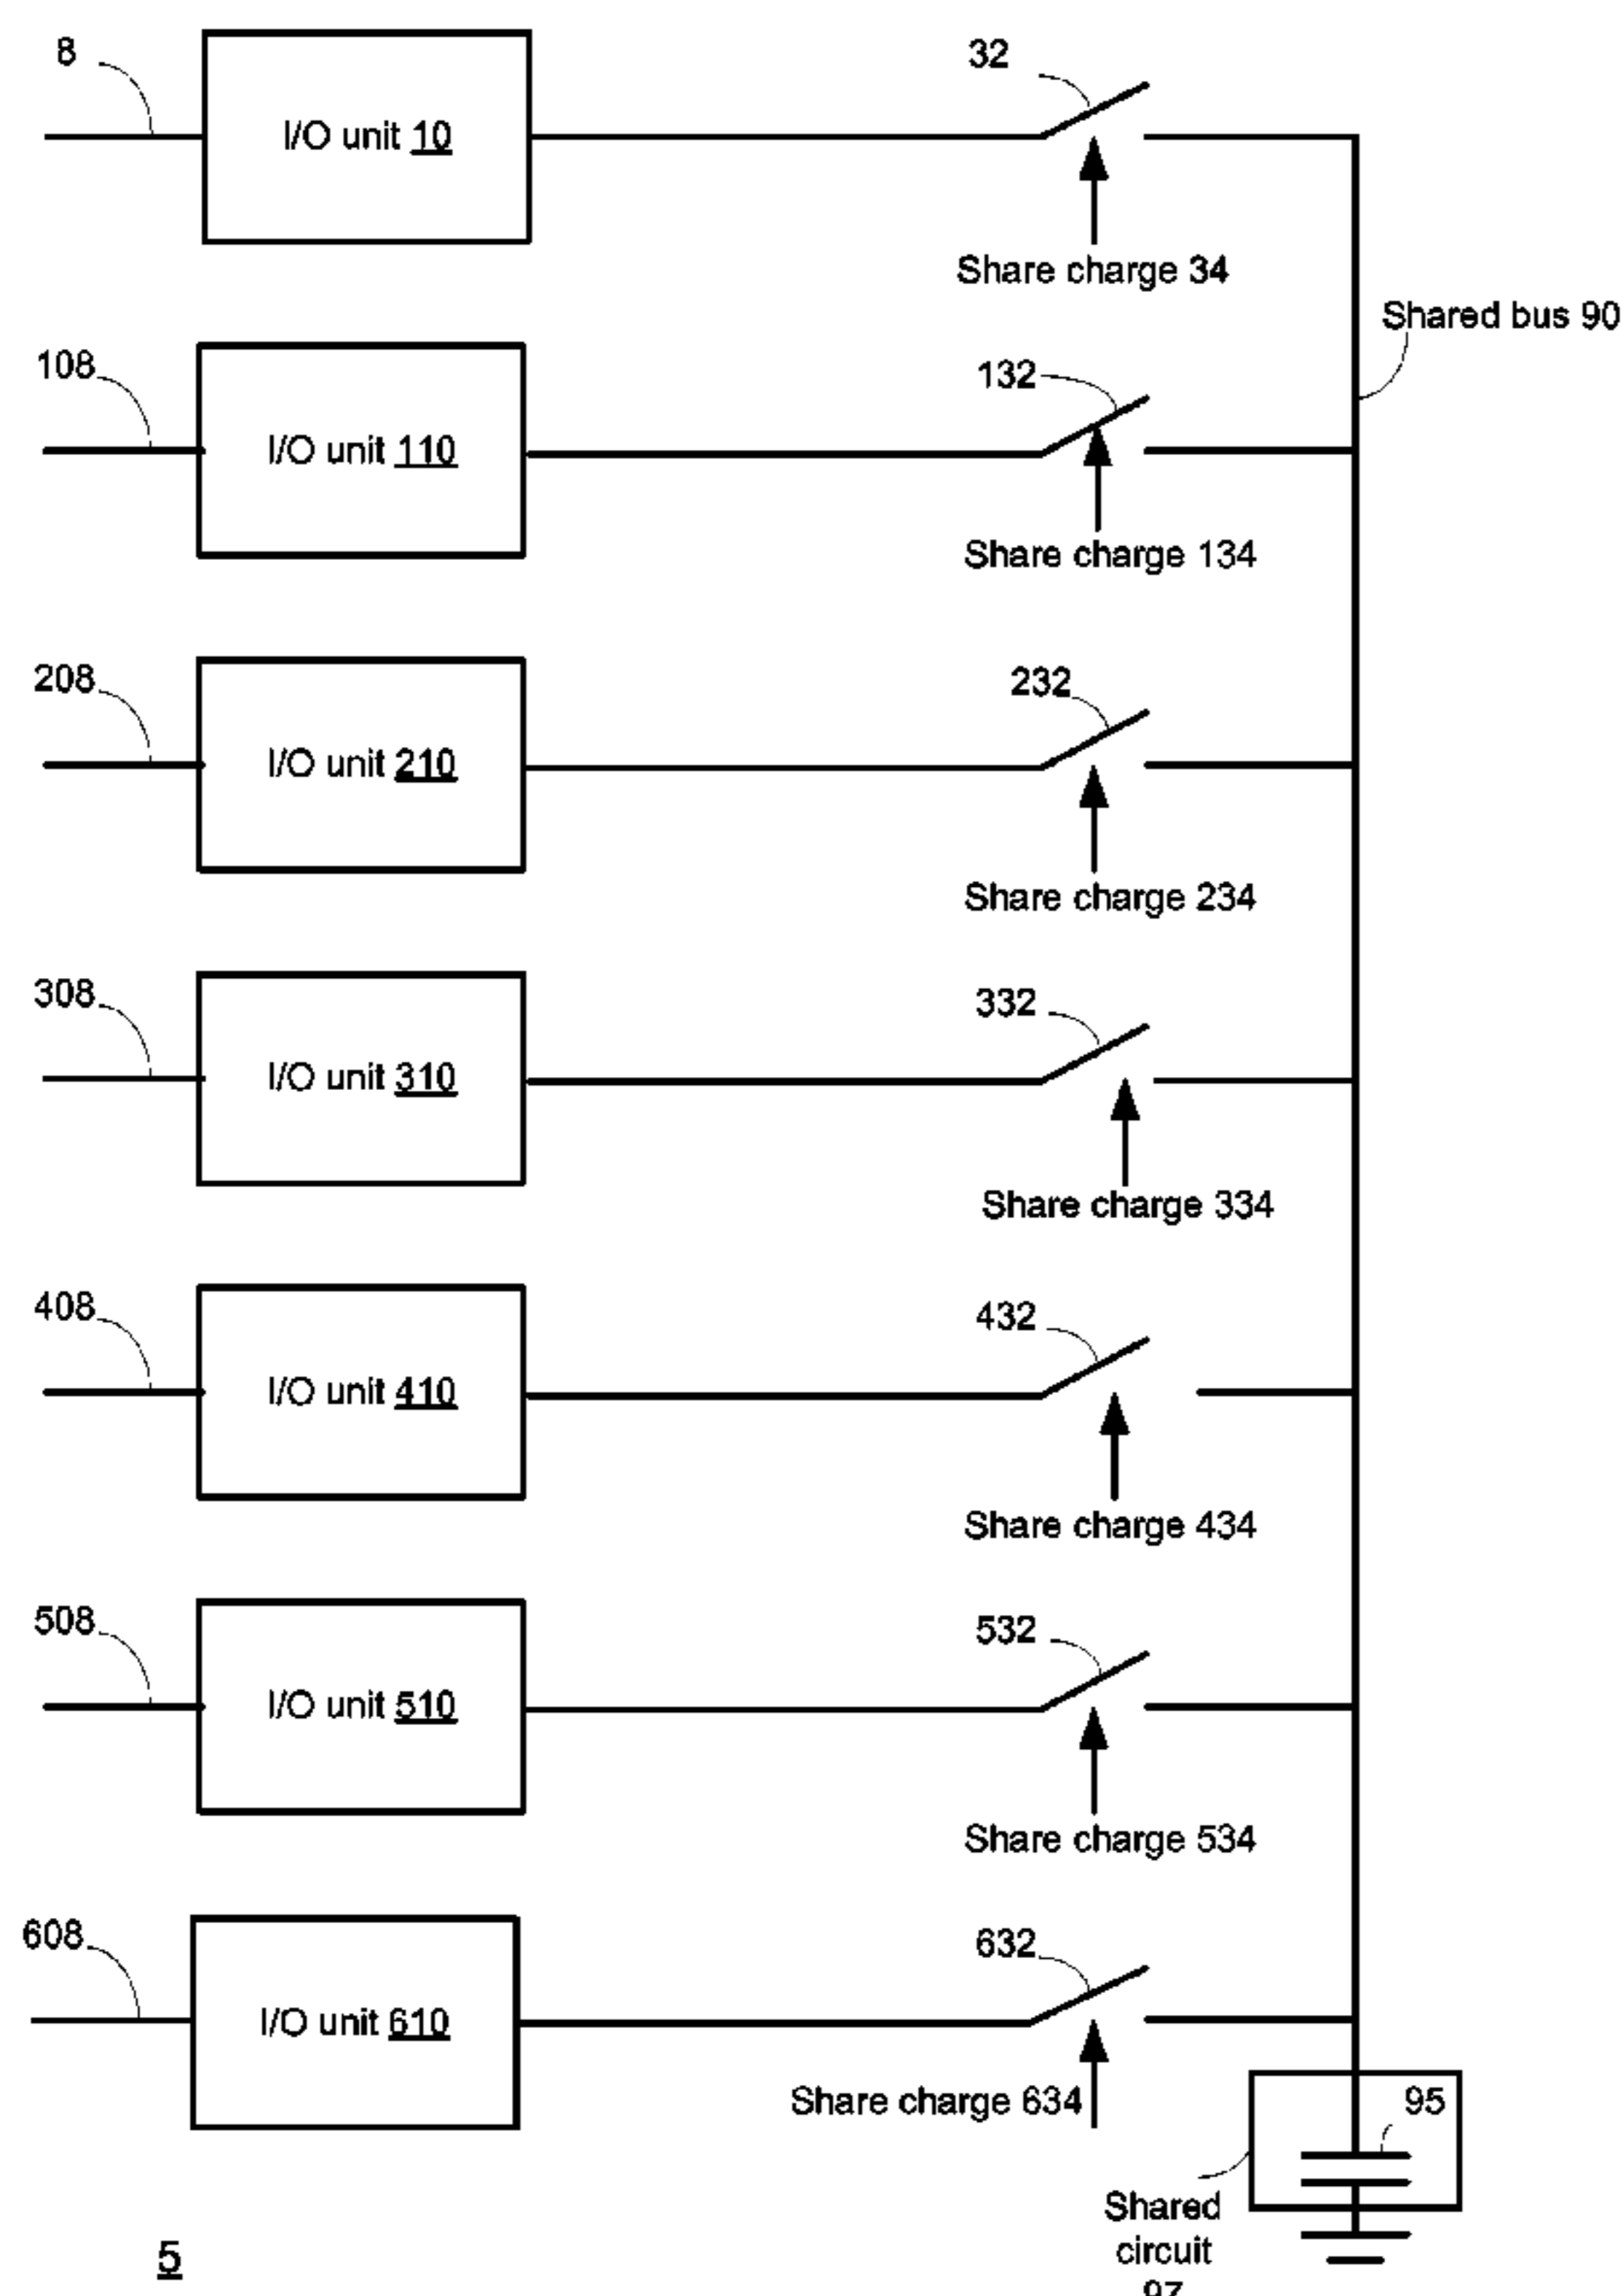 8
I/O unit 10
32
Share charge 34
Shared bus 90
108
I/O unit 110
132
Share charge 134
208
I/O unit 210
232
Share charge 234
308
I/O unit 310
332
Share charge 334
408
I/O unit 410
432
Share charge 434
508
I/O unit 510
532
Share charge 534
608
I/O unit 610
632
Share charge 634
95
Shared
circuit
97
5